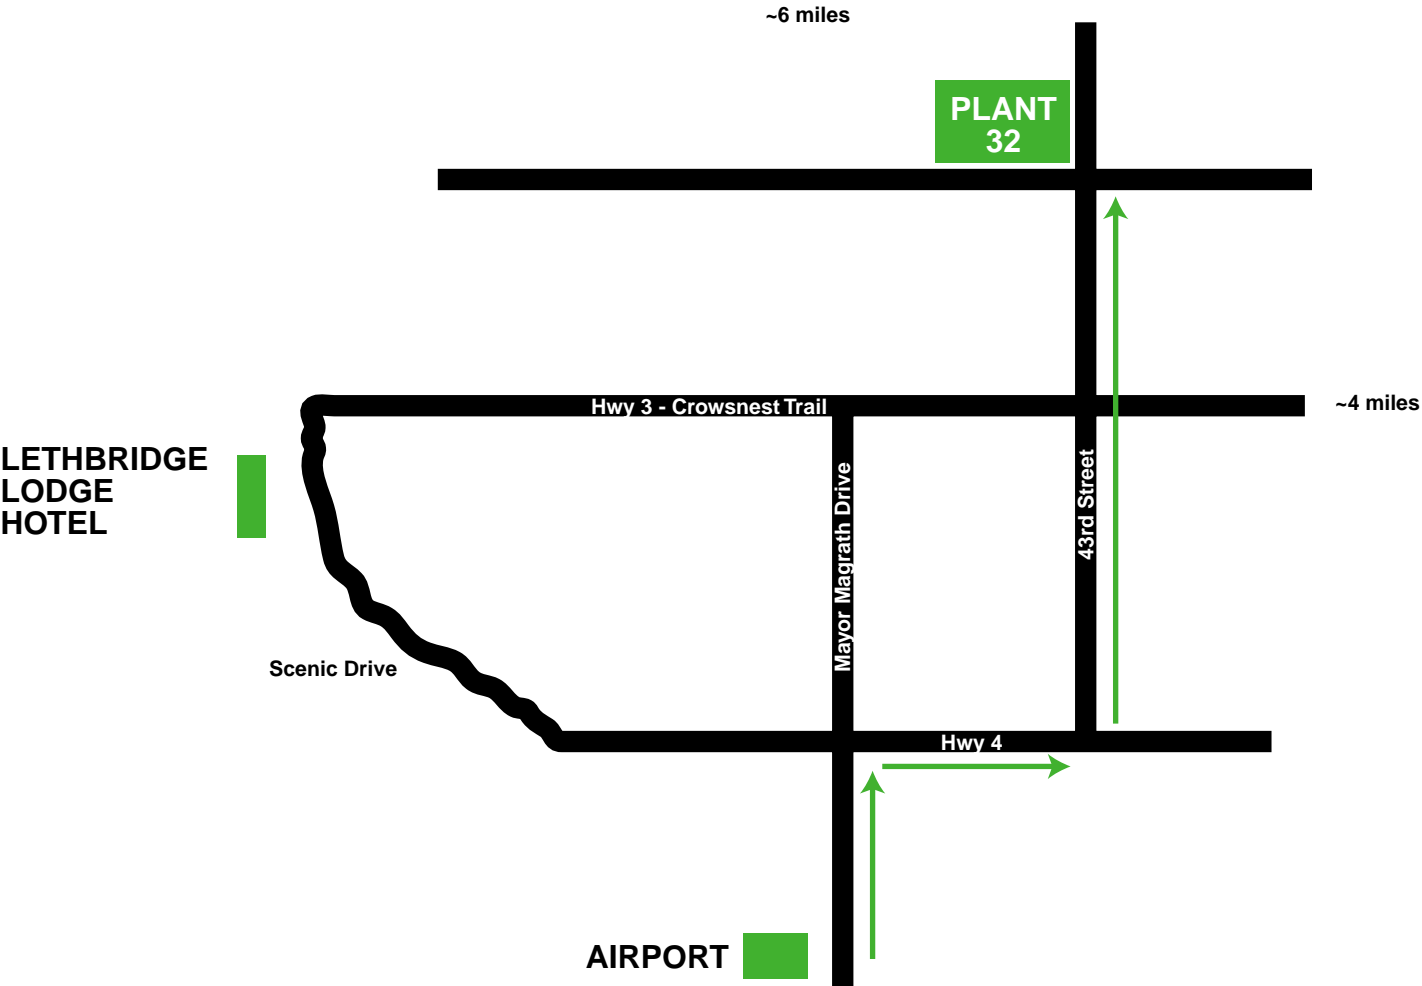 ~6 miles
PLANT
32
Hwy 3 - Crowsnest Trail
~4 miles
LETHBRIDGE
LODGE
HOTEL
Mayor Magrath Drive
43rd Street
Scenic Drive
Hwy 4
AIRPORT